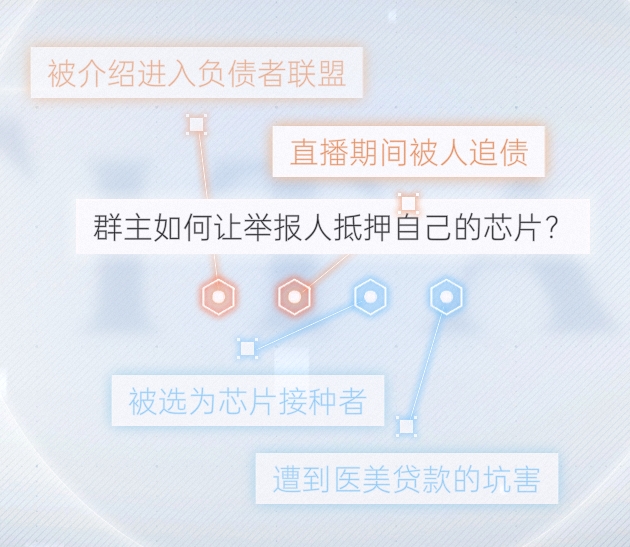 被介绍进入负债者联盟
直播期间被人追债
群主如何让举报人抵押自己的芯片？
被选为芯片接种者
遭到医美贷款的坑害